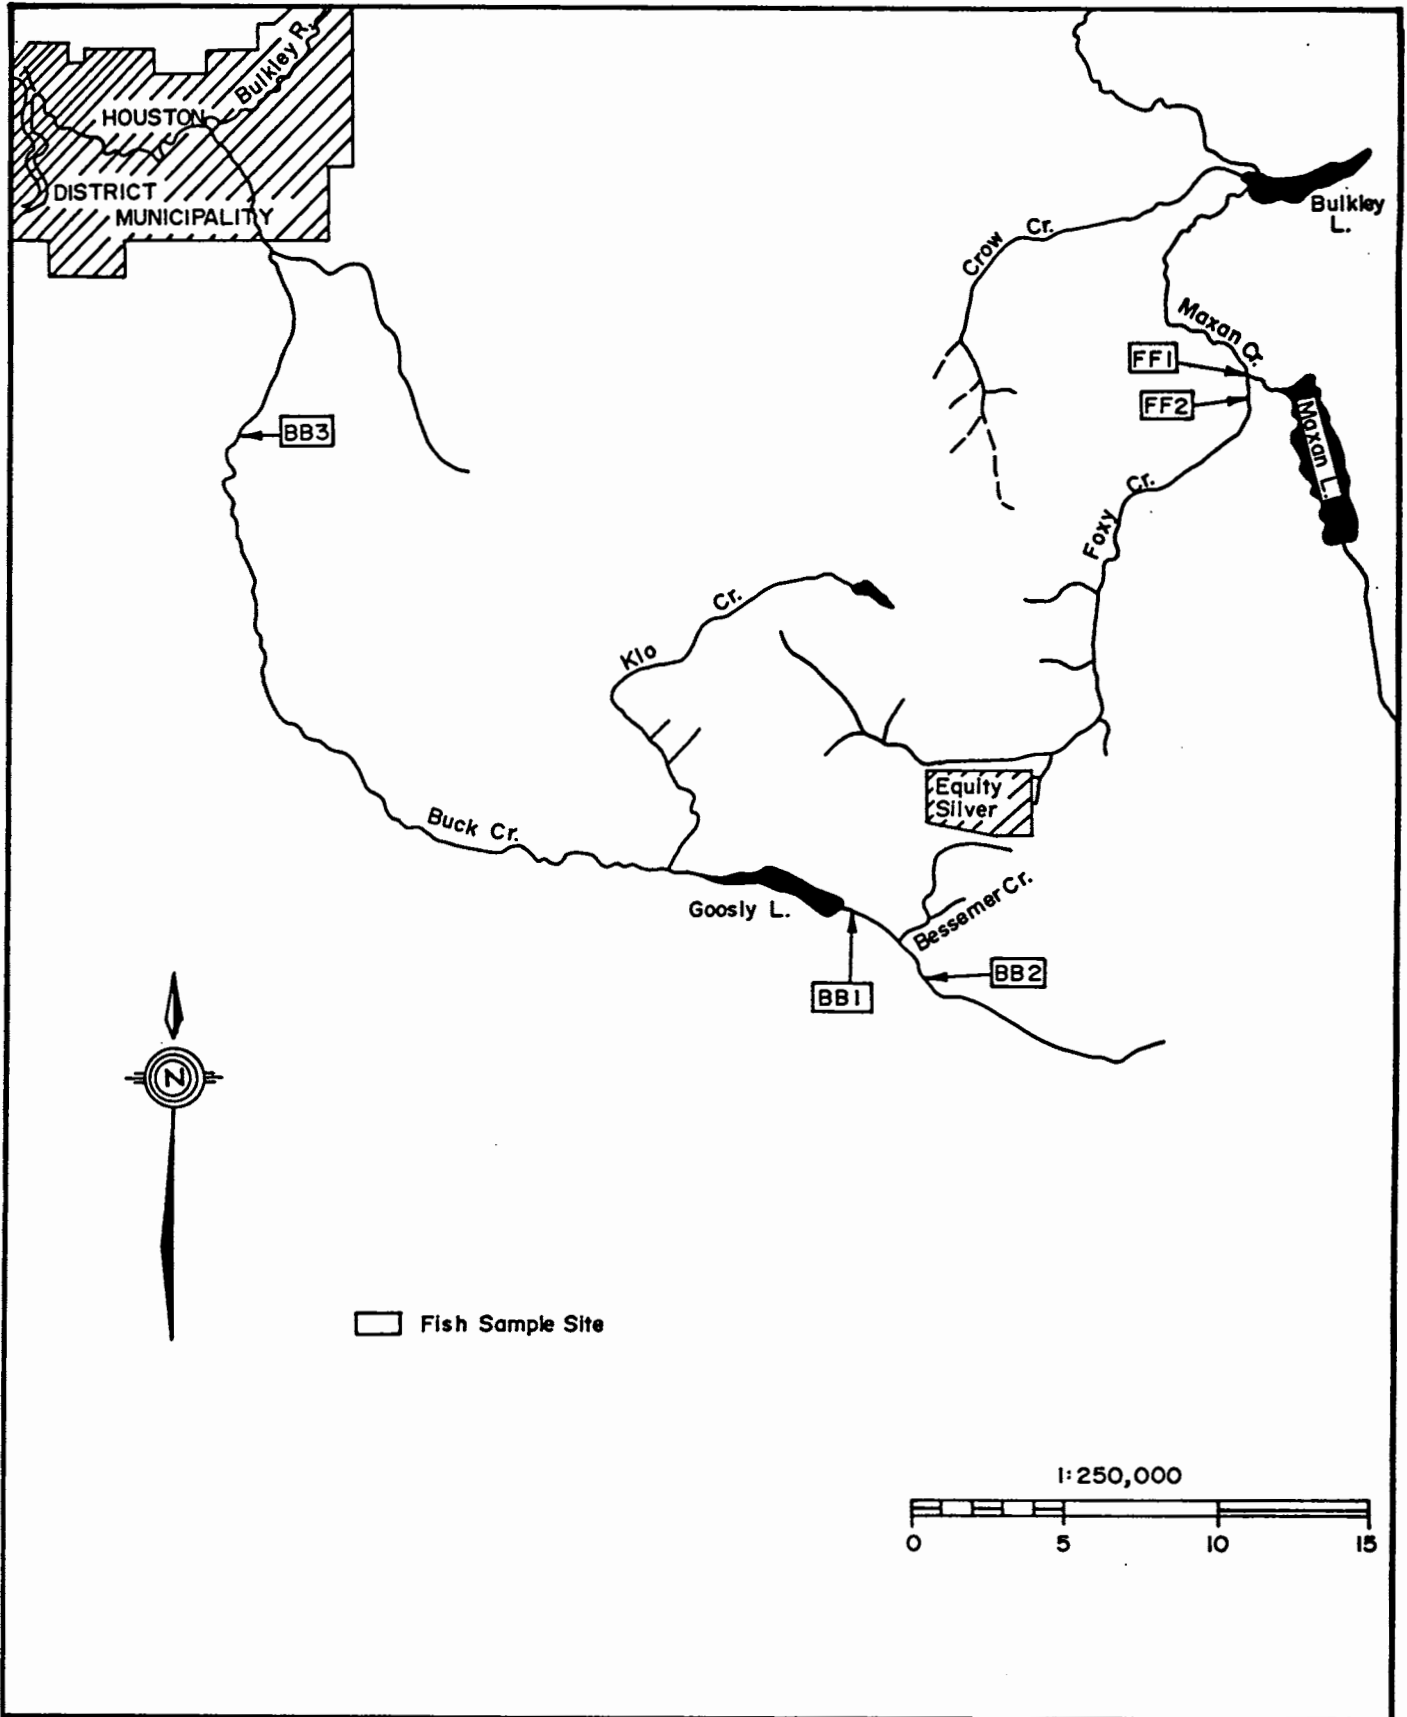 Bulkley R.
HOUSTON
DISTRICT
MUNICIPALITY
Bulkley
L.
Crow Cr.
Maxan Cr.
FF1
FF2
Maxan L.
BB3
Foxy Cr.
Klo Cr.
Equity
Silver
Buck Cr.
Goosly L.
Bessemer Cr.
BB2
BB1
N
Fish Sample Site
1:250,000
0 5 10 15